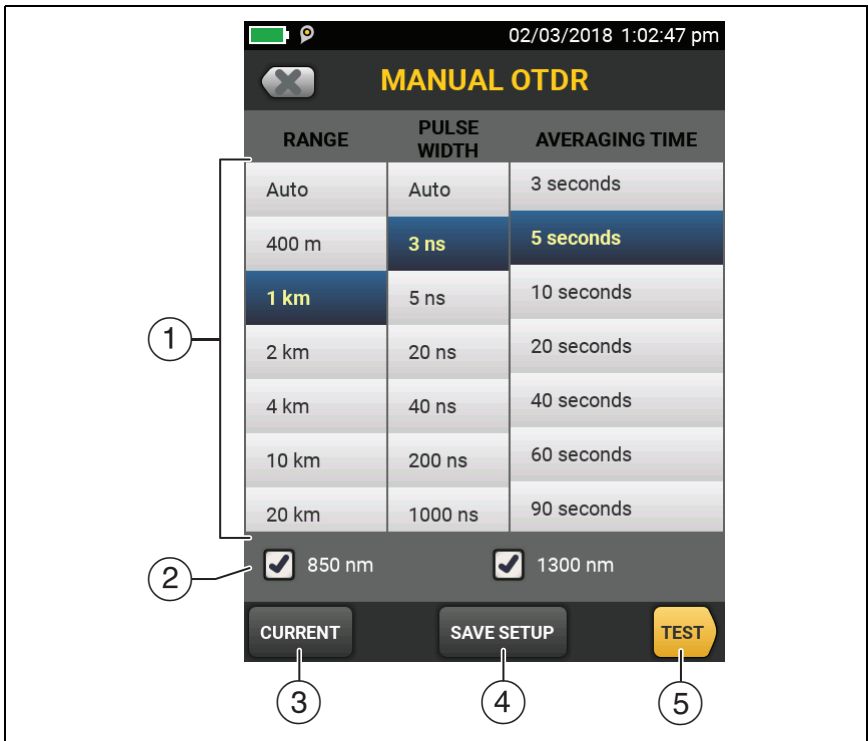 02/03/2018 1:02:47 pm
MANUAL OTDR
RANGE
PULSE
WIDTH
AVERAGING TIME
Auto
400 m
1 km
2 km
4 km
10 km
20 km
Auto
3 ns
5 ns
20 ns
40 ns
200 ns
1000 ns
3 seconds
5 seconds
10 seconds
20 seconds
40 seconds
60 seconds
90 seconds
850 nm
1300 nm
CURRENT
SAVE SETUP
TEST
1
2
3
4
5